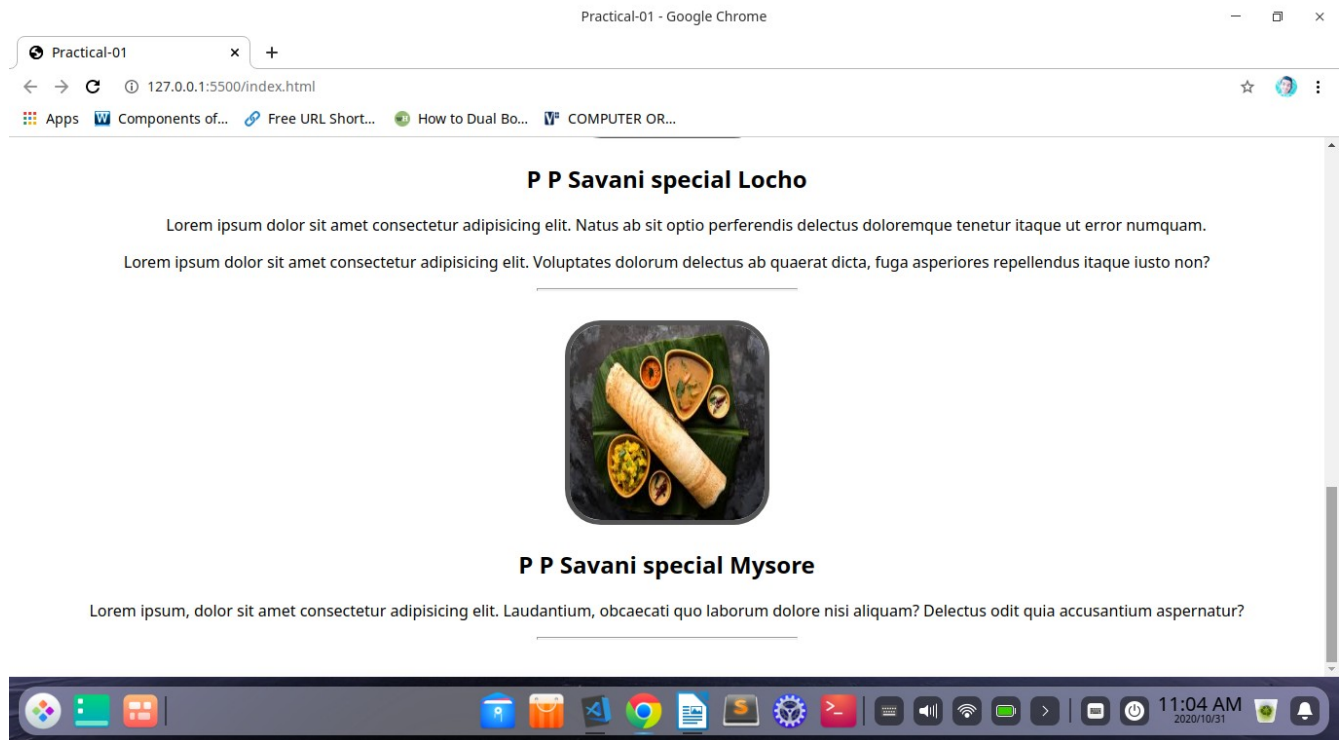 Practical-01 - Google Chrome
Practical-01
127.0.0.1:5500/index.html
Apps Components of... Free URL Short... How to Dual Bo... COMPUTER OR...
P P Savani special Locho
Lorem ipsum dolor sit amet consectetur adipisicing elit. Natus ab sit optio perferendis delectus doloremque tenetur itaque ut error numquam.
Lorem ipsum dolor sit amet consectetur adipisicing elit. Voluptates dolorum delectus ab quaerat dicta, fuga asperiores repellendus itaque iusto non?
P P Savani special Mysore
Lorem ipsum, dolor sit amet consectetur adipisicing elit. Laudantium, obcaecati quo laborum dolore nisi aliquam? Delectus odit quia accusantium aspernatur?
11:04 AM
2020/10/31